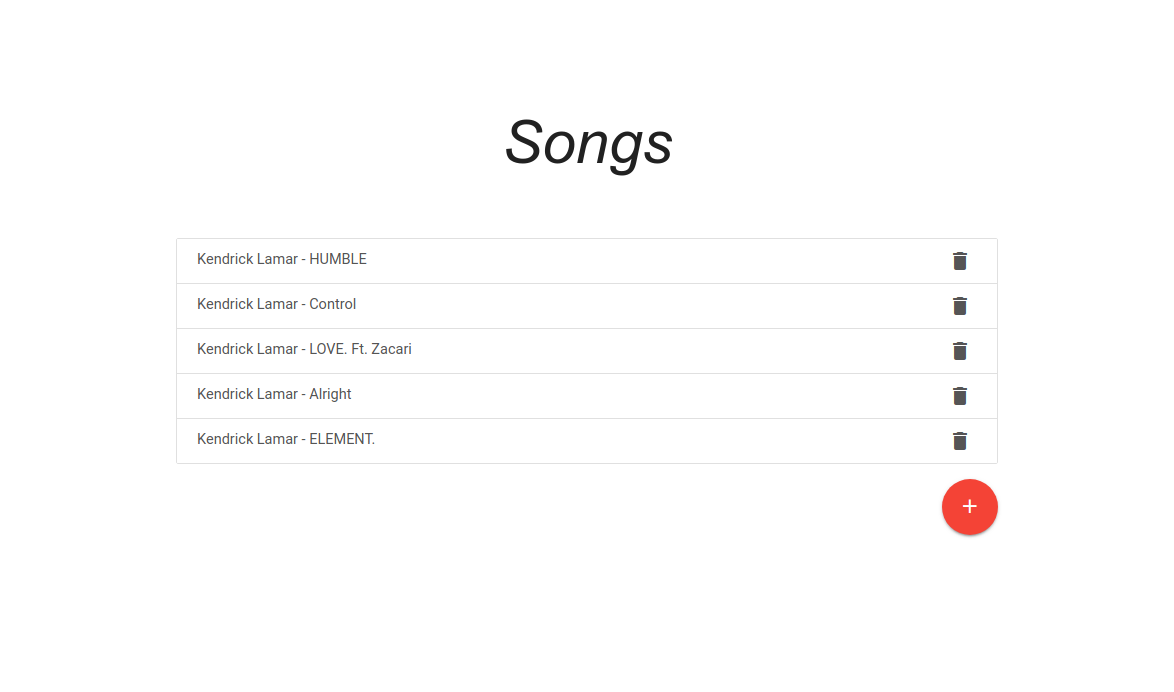 Songs
Kendrick Lamar - HUMBLE
Kendrick Lamar - Control
Kendrick Lamar - LOVE. Ft. Zacari
Kendrick Lamar - Alright
Kendrick Lamar - ELEMENT.
+